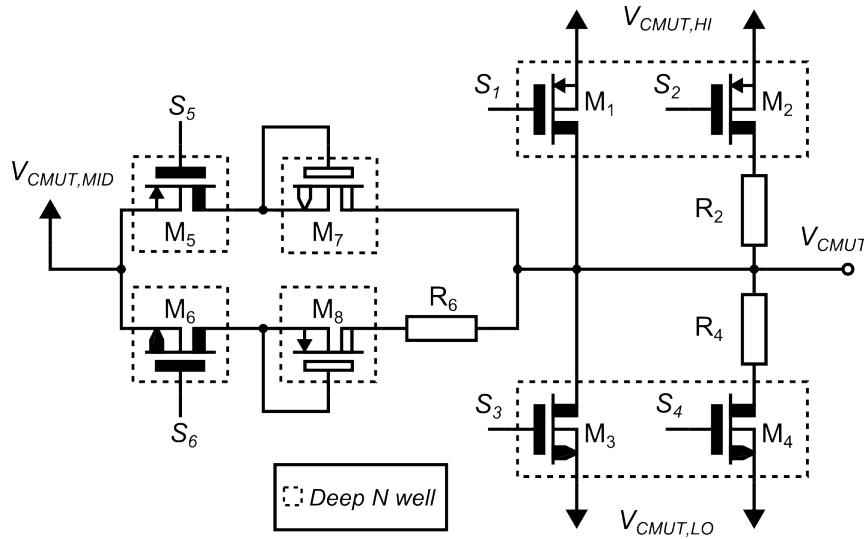 V_CMUT,HI
S_1
M_1
S_2
M_2
S_5
V_CMUT,MID
M_5
M_7
R_2
V_CMUT
M_6
M_8
R_6
R_4
S_6
S_3
M_3
S_4
M_4
Deep N well
V_CMUT,LO